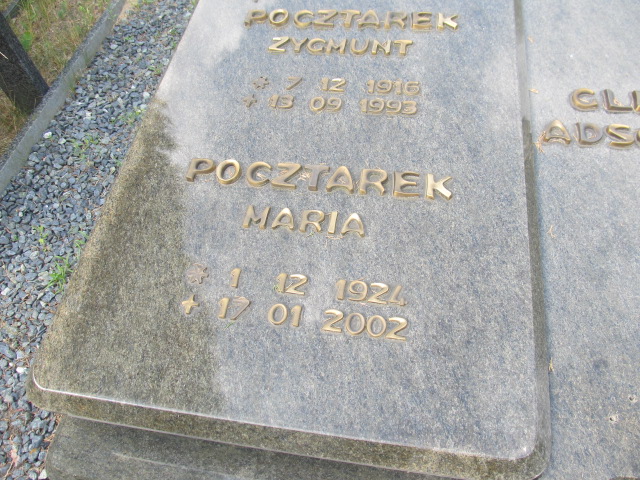 POCZTAREK
ZYGMUNT
* 7 12 1916
+ 13 09 1993
POCZTAREK
MARIA
* 1 12 1924
+ 17 01 2002